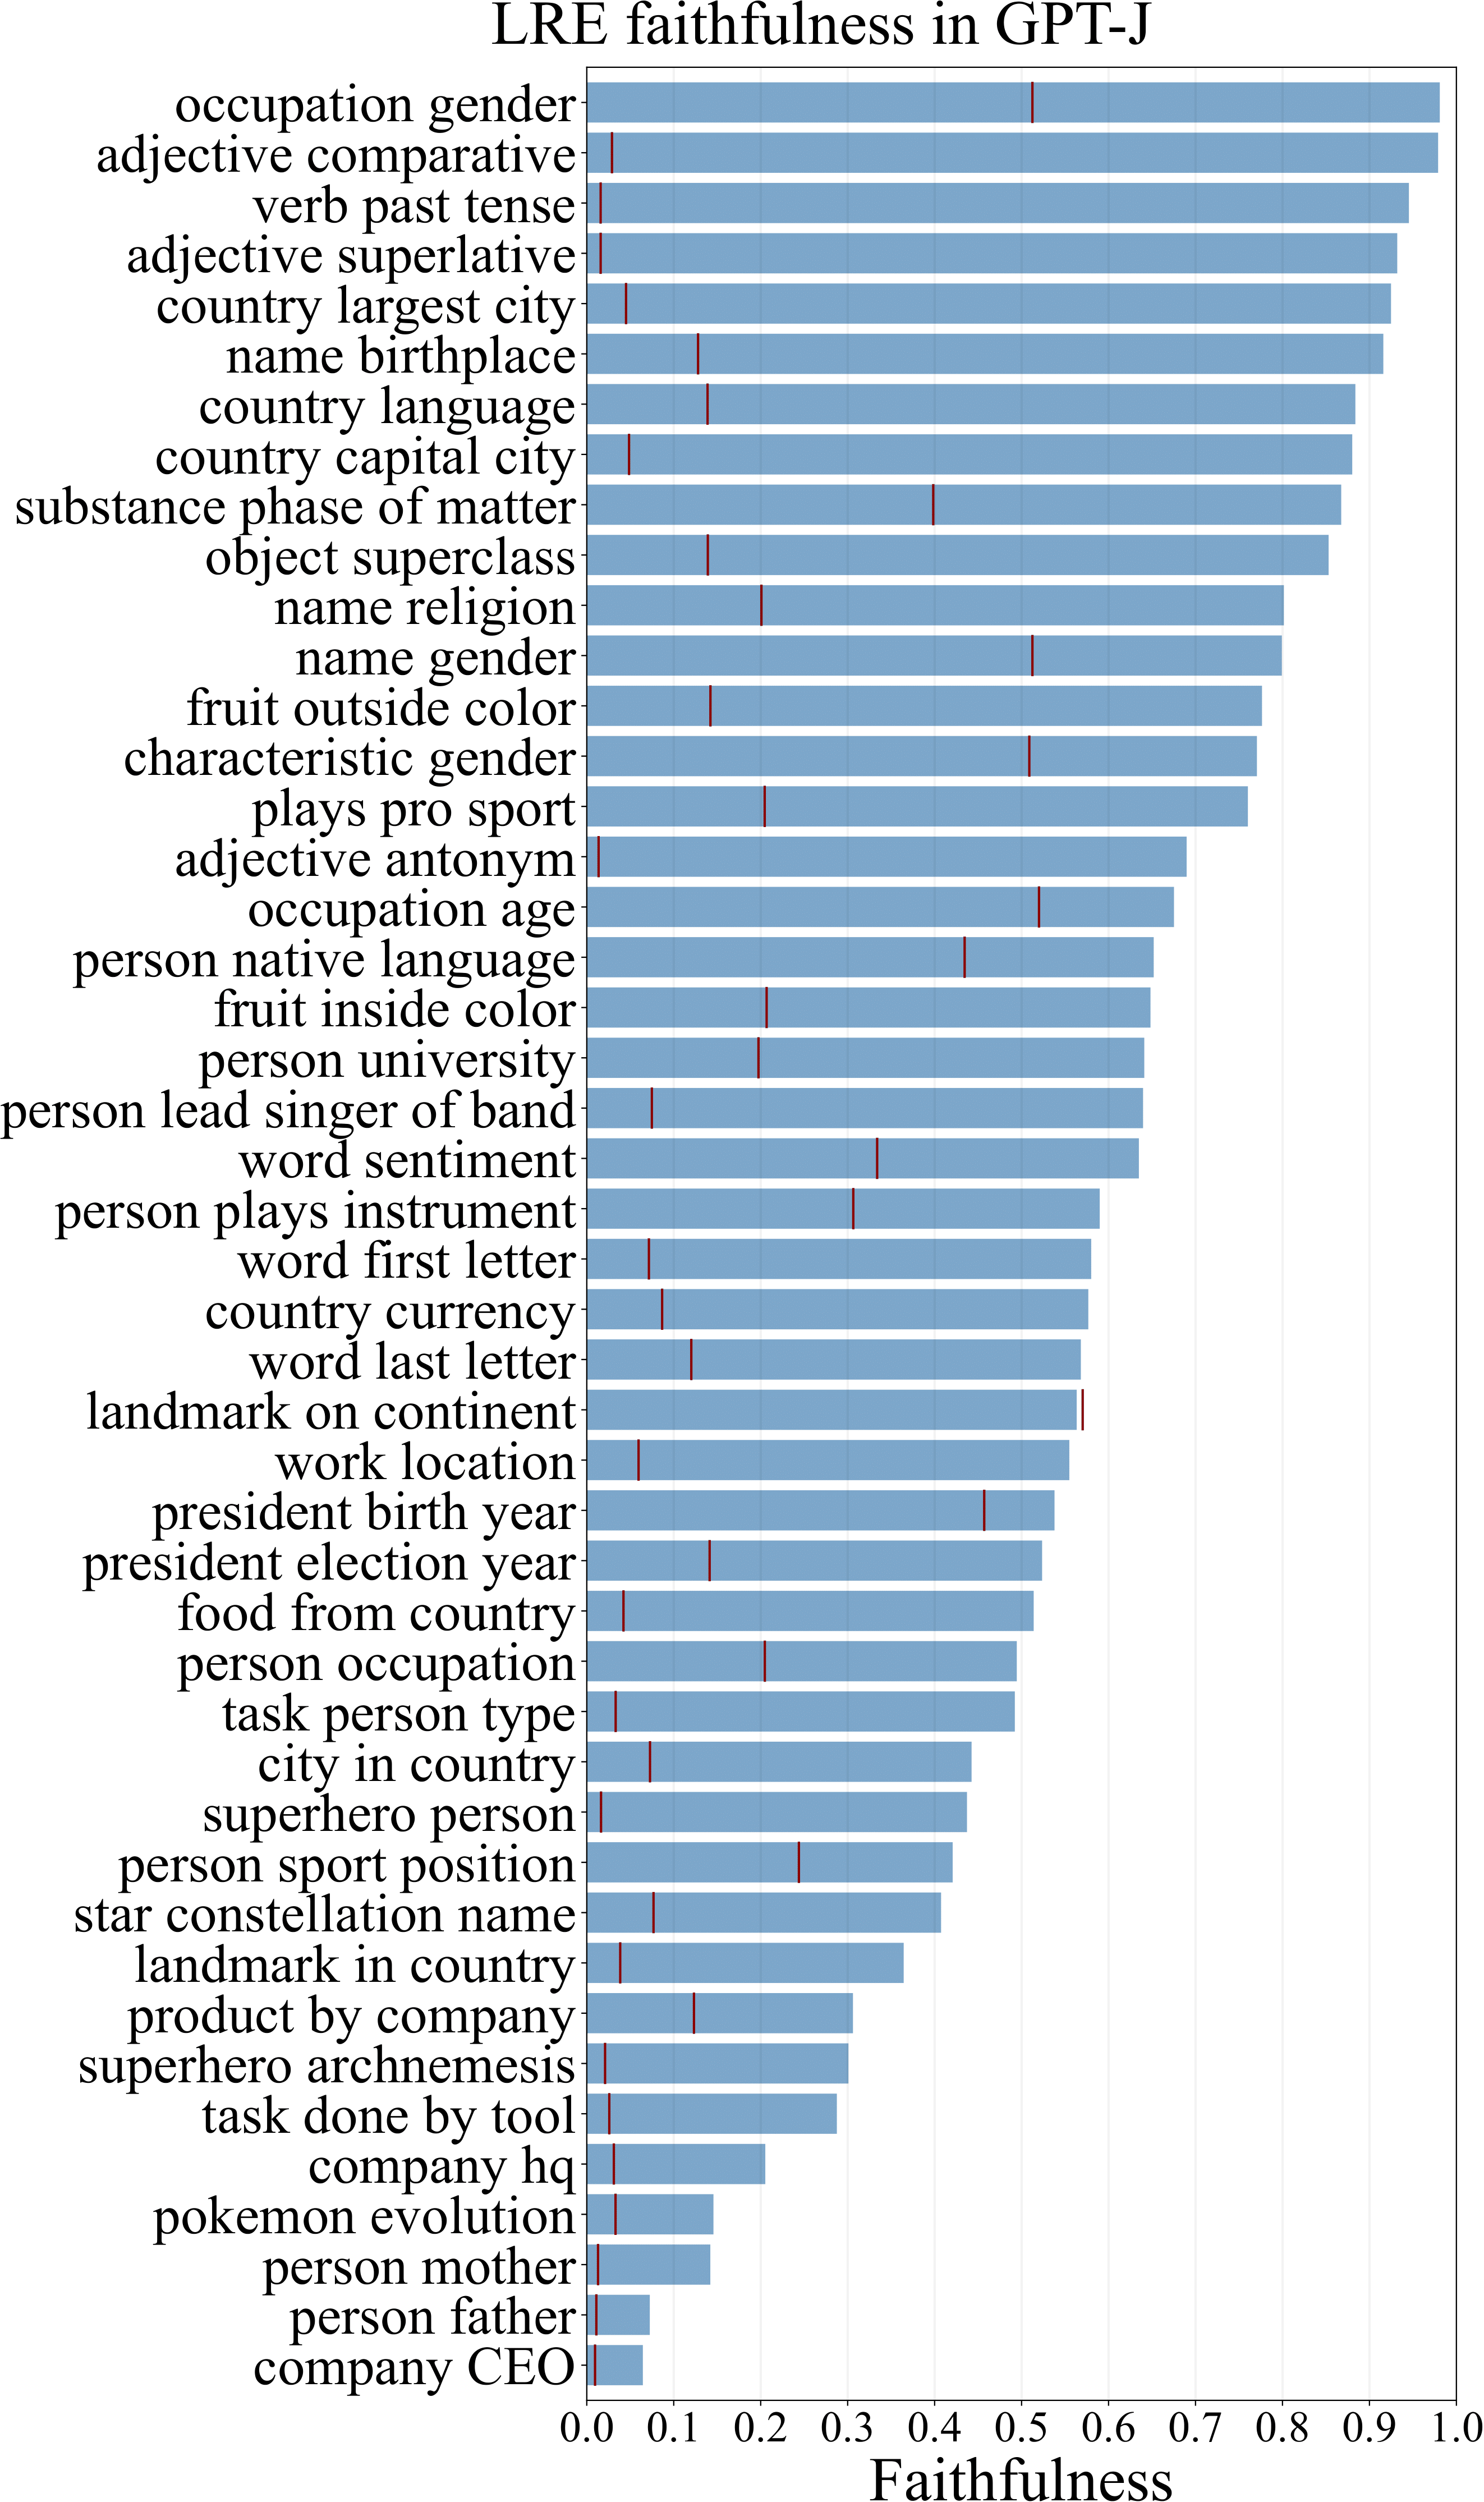 LRE faithfulness in GPT-J
occupation gender
adjective comparative
verb past tense
adjective superlative
country largest city
name birthplace
country language
country capital city
substance phase of matter
object superclass
name religion
name gender
fruit outside color
characteristic gender
plays pro sport
adjective antonym
occupation age
person native language
fruit inside color
person university
person lead singer of band
word sentiment
person plays instrument
word first letter
country currency
word last letter
landmark on continent
work location
president birth year
president election year
food from country
person occupation
task person type
city in country
superhero person
person sport position
star constellation name
landmark in country
product by company
superhero archnemesis
task done by tool
company hq
pokemon evolution
person mother
person father
company CEO
0.0 0.1 0.2 0.3 0.4 0.5 0.6 0.7 0.8 0.9 1.0
Faithfulness